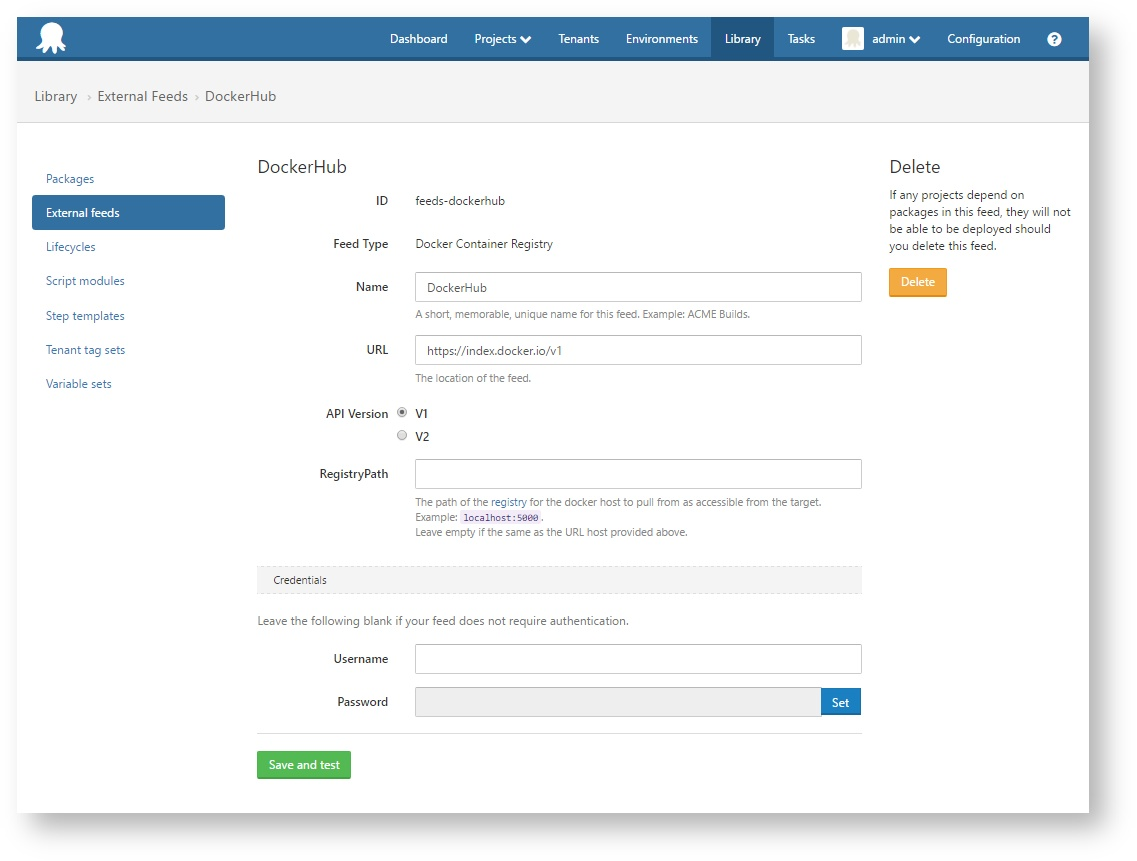 Dashboard Projects Tenants Environments Library Tasks admin Configuration ?
Library › External Feeds › DockerHub
Packages
External feeds
Lifecycles
Script modules
Step templates
Tenant tag sets
Variable sets
DockerHub
ID feeds-dockerhub
Feed Type Docker Container Registry
Name DockerHub
A short, memorable, unique name for this feed. Example: ACME Builds.
URL https://index.docker.io/v1
The location of the feed.
API Version V1
V2
RegistryPath
The path of the registry for the docker host to pull from as accessible from the target.
Example: localhost:5000.
Leave empty if the same as the URL host provided above.
Credentials
Leave the following blank if your feed does not require authentication.
Username
Password Set
Save and test
Delete
If any projects depend on
packages in this feed, they will not
be able to be deployed should
you delete this feed.
Delete